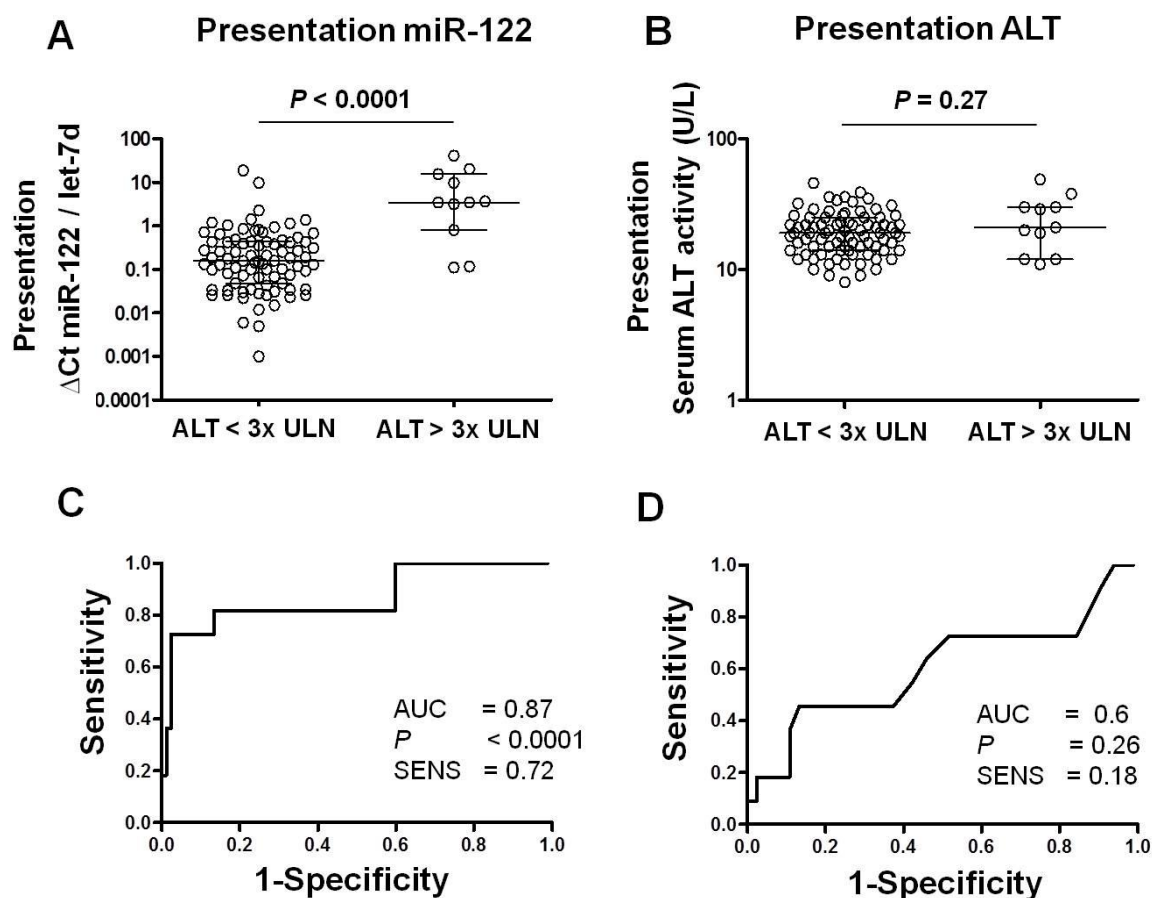 A
Presentation miR-122
P < 0.0001
Presentation
ΔCt miR-122 / let-7d
100
10
1
0.1
0.01
0.001
0.0001
ALT < 3x ULN
ALT > 3x ULN
B
Presentation ALT
P = 0.27
Presentation
Serum ALT activity (U/L)
100
10
1
ALT < 3x ULN
ALT > 3x ULN
C
Sensitivity
1.0
0.8
0.6
0.4
0.2
0.0
AUC = 0.87
P < 0.0001
SENS = 0.72
0.0 0.2 0.4 0.6 0.8 1.0
1-Specificity
D
Sensitivity
1.0
0.8
0.6
0.4
0.2
0.0
AUC = 0.6
P = 0.26
SENS = 0.18
0.0 0.2 0.4 0.6 0.8 1.0
1-Specificity